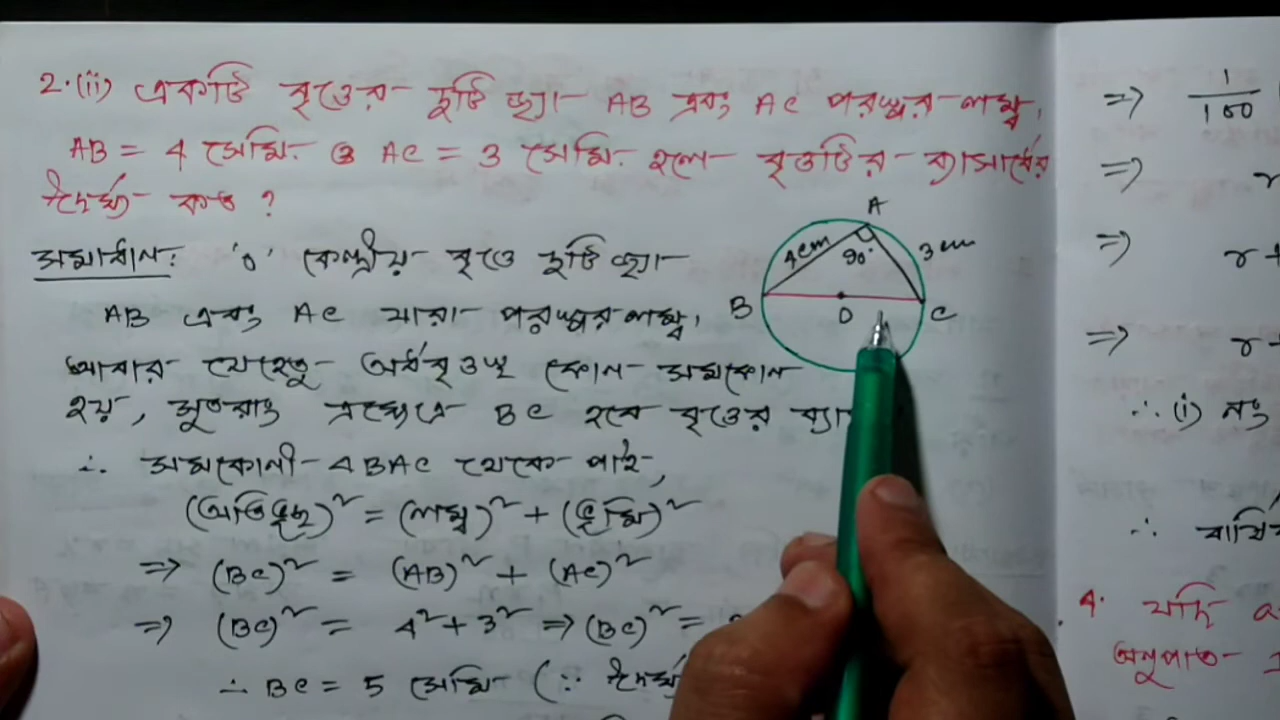 2.(ii) একটি বৃত্তের দুটি জ্যা AB এবং AC পরস্পর লম্ব,
AB = 4 সেমি. ও AC = 3 সেমি. হলে বৃত্তটির ব্যাসার্ধের
দৈর্ঘ্য কত ?
সমাধান: 'O' কেন্দ্রীয় বৃত্তে দুটি জ্যা
AB এবং AC যারা পরস্পর লম্ব,
আবার যেহেতু অর্ধবৃত্তস্থ কোন সমকোন
হয়, সুতরাং এক্ষেত্রে BC হবে বৃত্তের
∴ সমকোনী ΔBAC থেকে পাই,
(অতিভূজ)² = (লম্ব)² + (ভূমি)²
=> (BC)² = (AB)² + (AC)²
=> (BC)² = 4² + 3² => (BC)² =
∴ BC = 5 সেমি (∵ দৈর্ঘ্য
A
4cm
90°
3cm
B
O
C
=> 1/100
=> r
=> r +
=> r +
∴ (i) নং
∴
4. যদি a
অনুপাত